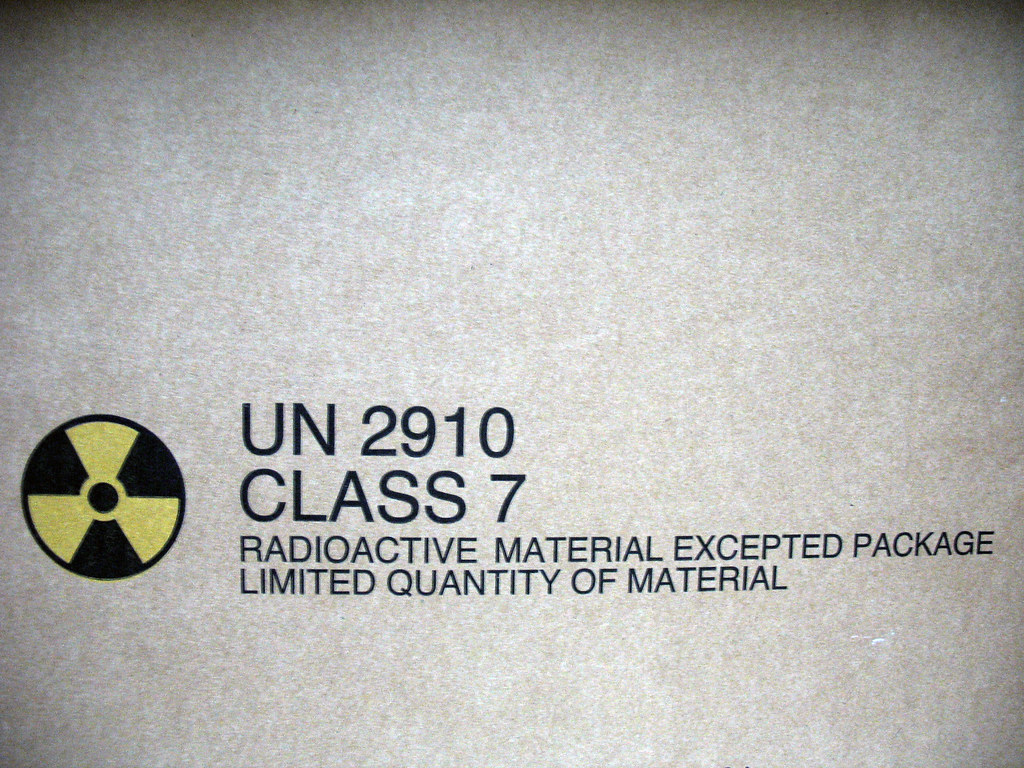 UN 2910
CLASS 7
RADIOACTIVE MATERIAL EXCEPTED PACKAGE
LIMITED QUANTITY OF MATERIAL